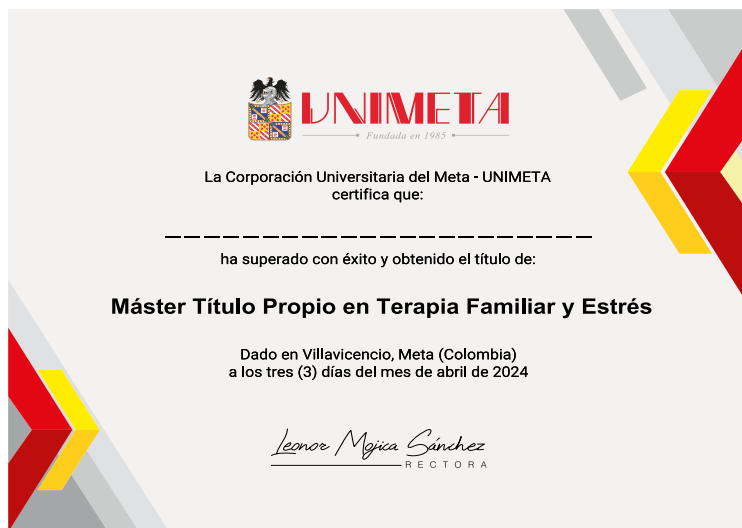 UNIMETA
Fundada en 1985
La Corporación Universitaria del Meta - UNIMETA
certifica que:
ha superado con éxito y obtenido el título de:
Máster Título Propio en Terapia Familiar y Estrés
Dado en Villavicencio, Meta (Colombia)
a los tres (3) días del mes de abril de 2024
Leonor Mojica Sánchez
RECTORA